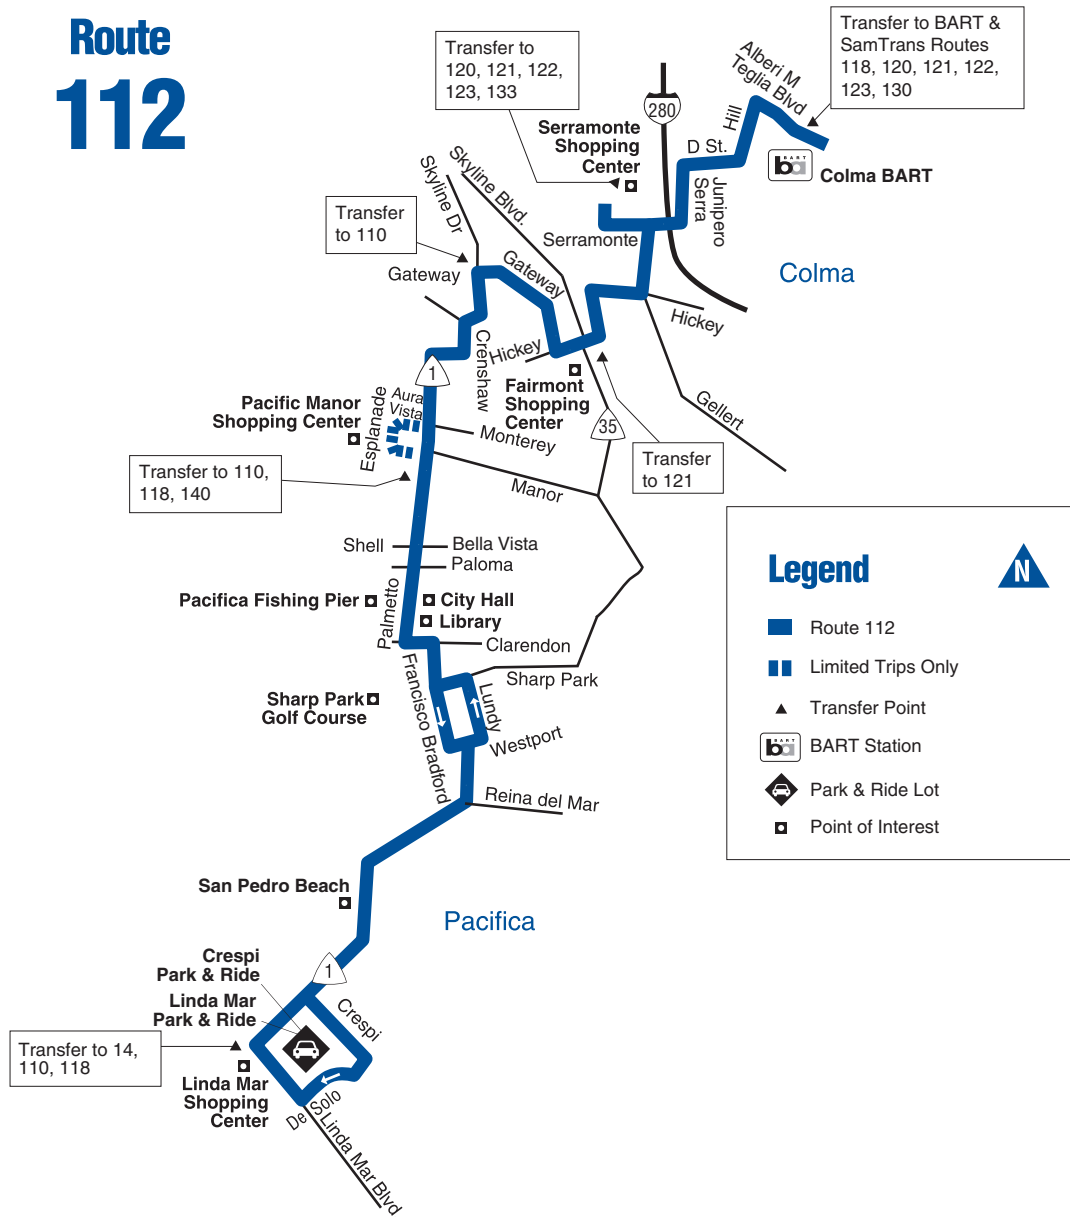 Route
112
Transfer to
120, 121, 122,
123, 133
Transfer to BART &
SamTrans Routes
118, 120, 121, 122,
123, 130
Alberi M
Teglia Blvd
Hill
280
D St.
Serramonte
Shopping
Center
BART
ba
Colma BART
Junipero
Serra
Skyline Blvd.
Skyline Dr
Transfer
to 110
Serramonte
Gateway
Gateway
Colma
Hickey
Crenshaw
Hickey
1
Fairmont
Shopping
Center
Gellert
Aura
Vista
Esplanade
Pacific Manor
Shopping Center
35
Monterey
Transfer
to 121
Transfer to 110,
118, 140
Manor
Shell
Bella Vista
Paloma
Legend
N
Route 112
Limited Trips Only
Transfer Point
BART
ba
BART Station
Park & Ride Lot
Point of Interest
Palmetto
Pacifica Fishing Pier
City Hall
Library
Clarendon
Sharp Park
Francisco Bradford
Lundy
Sharp Park
Golf Course
Westport
Reina del Mar
San Pedro Beach
Pacifica
Crespi
Park & Ride
1
Linda Mar
Park & Ride
Crespi
Transfer to 14,
110, 118
Linda Mar
Shopping
Center
De Solo
Linda Mar Blvd